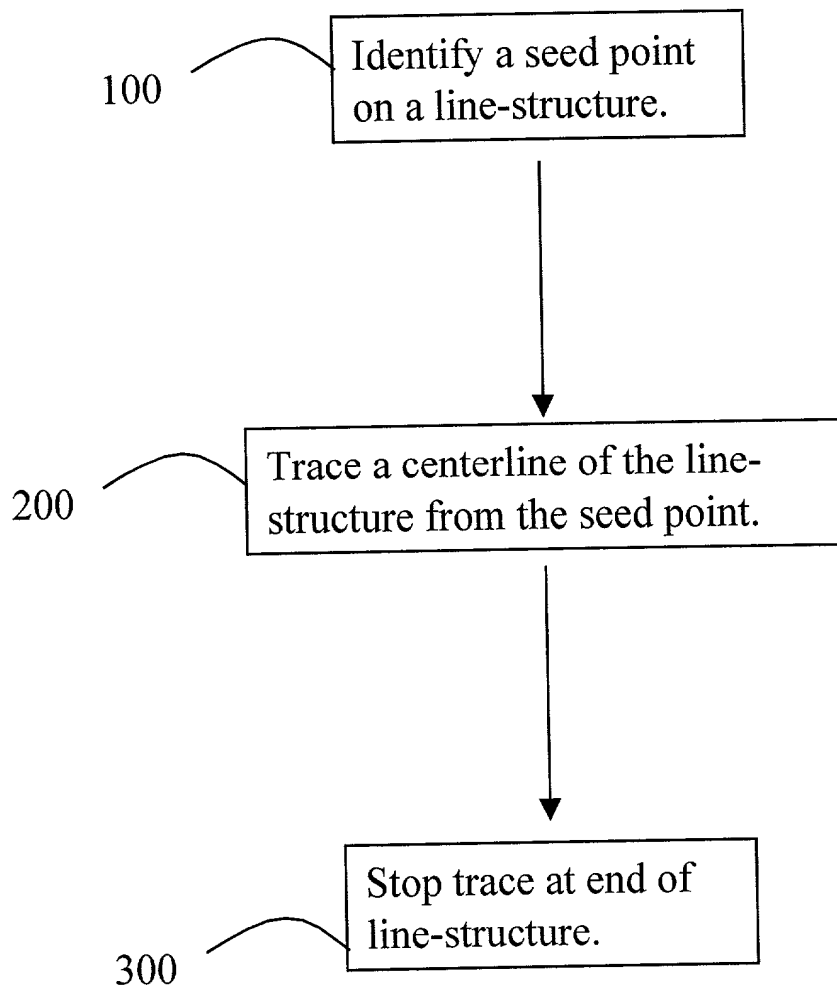 100
Identify a seed point
on a line-structure.
200
Trace a centerline of the line-
structure from the seed point.
300
Stop trace at end of
line-structure.